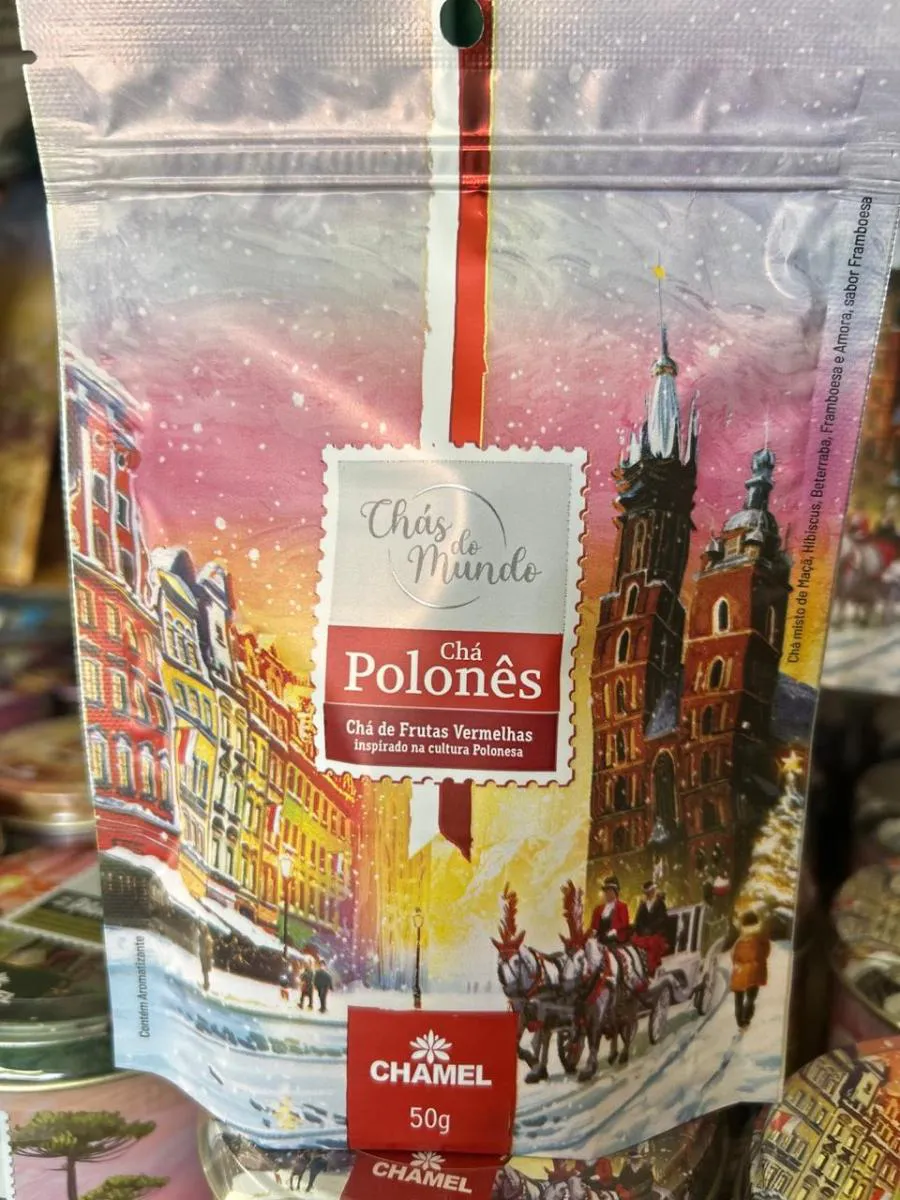 Chás
do
Mundo
Chá
Polonês
Chá de Frutas Vermelhas
inspirado na cultura Polonesa
Chá misto de Maçã, Hibiscus, Beterraba, Framboesa e Amora, sabor Framboesa
Contém Aromatizante
CHAMEL
50g
CHAMEL